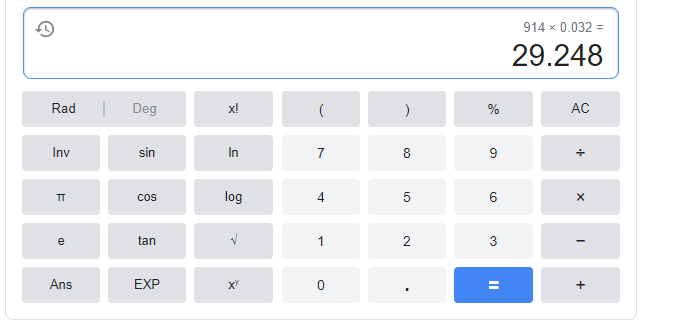 914 × 0.032 =
29.248
Rad | Deg x! ( ) % AC
Inv sin ln 7 8 9 ÷
π cos log 4 5 6 ×
e tan √ 1 2 3 −
Ans EXP xʸ 0 . = +